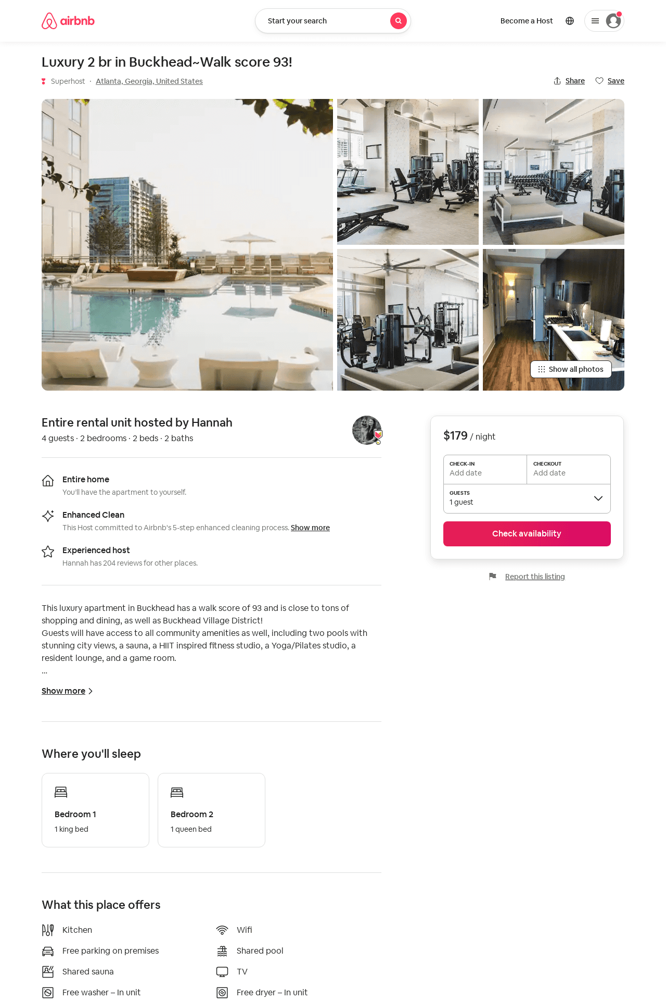 airbnb
Start your search
Become a Host
Luxury 2 br in Buckhead~Walk score 93!
Superhost · Atlanta, Georgia, United States
Share
Save
MATRIX
Show all photos
Entire rental unit hosted by Hannah
4 guests · 2 bedrooms · 2 beds · 2 baths
Entire home
You’ll have the apartment to yourself.
Enhanced Clean
This Host committed to Airbnb's 5-step enhanced cleaning process. Show more
Experienced host
Hannah has 204 reviews for other places.
$179 / night
CHECK-IN
Add date
CHECKOUT
Add date
GUESTS
1 guest
Check availability
Report this listing
This luxury apartment in Buckhead has a walk score of 93 and is close to tons of
shopping and dining, as well as Buckhead Village District!
Guests will have access to all community amenities as well, including two pools with
stunning city views, a sauna, a HIIT inspired fitness studio, a Yoga/Pilates studio, a
resident lounge, and a game room.
...
Show more
Where you'll sleep
Bedroom 1
1 king bed
Bedroom 2
1 queen bed
What this place offers
Kitchen
Wifi
Free parking on premises
Shared pool
Shared sauna
TV
Free washer – In unit
Free dryer – In unit